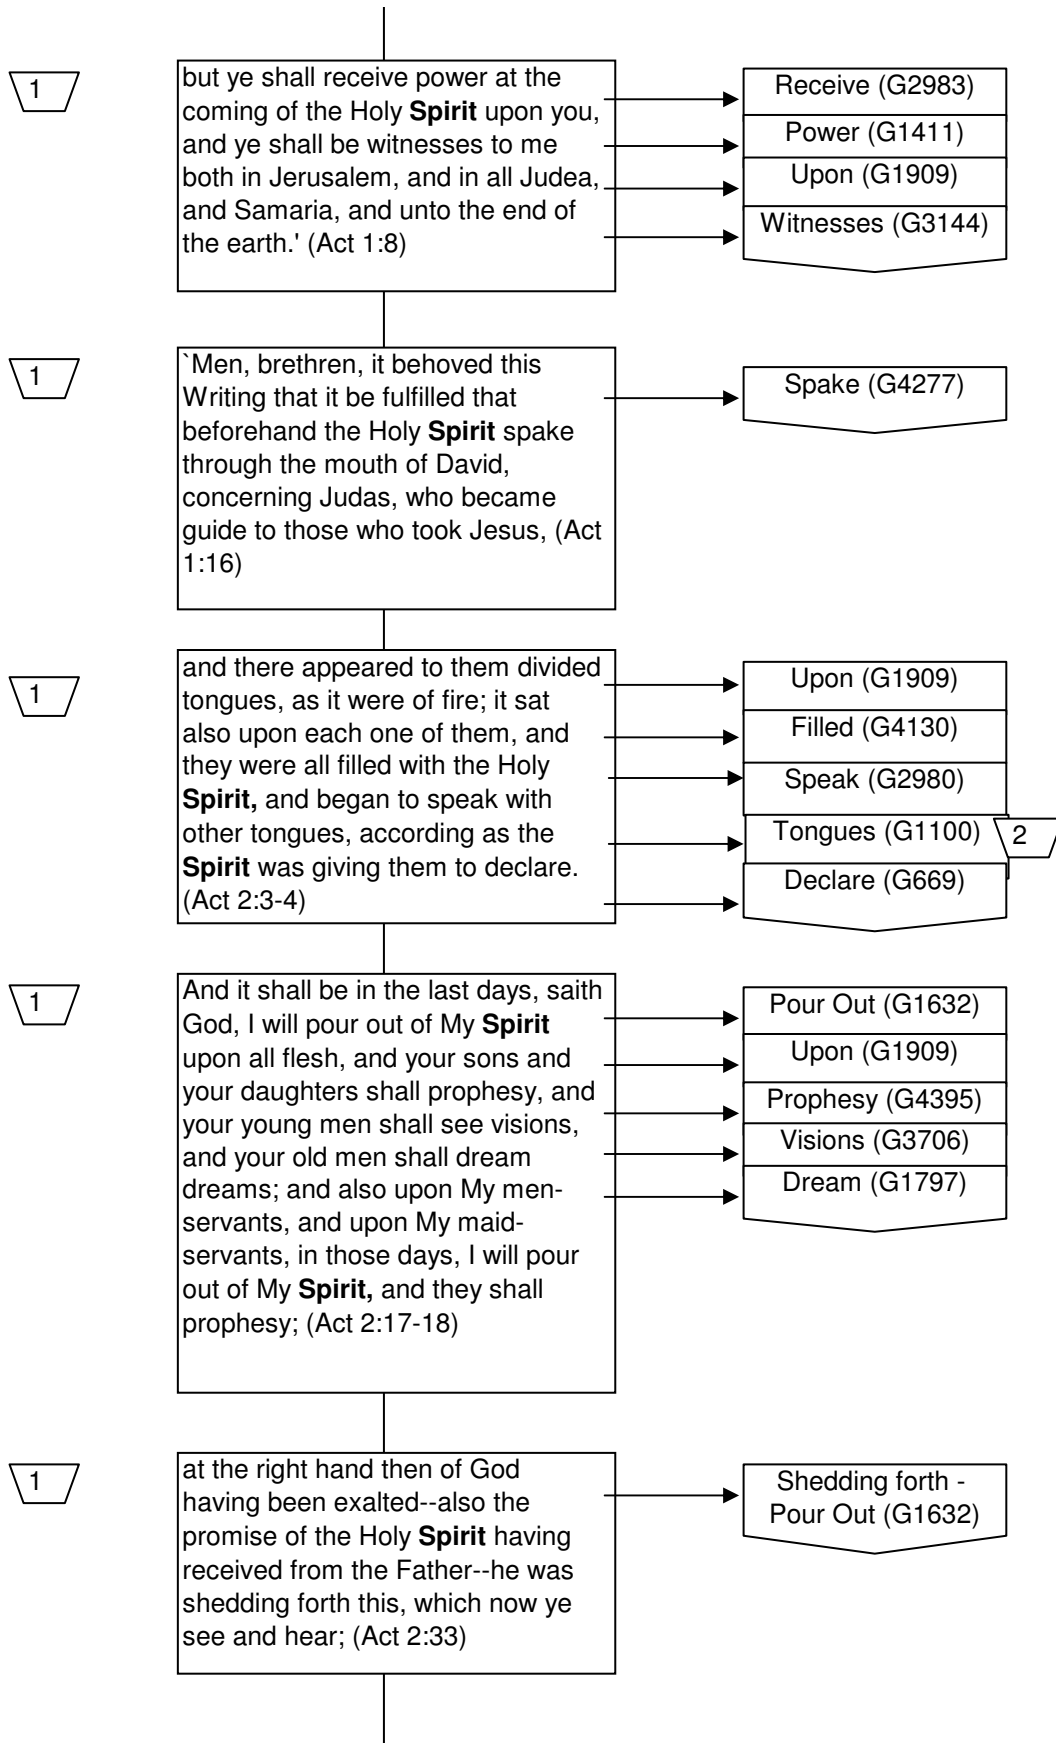 1
but ye shall receive power at the
coming of the Holy Spirit upon you,
and ye shall be witnesses to me
both in Jerusalem, and in all Judea,
and Samaria, and unto the end of
the earth.' (Act 1:8)
Receive (G2983)
Power (G1411)
Upon (G1909)
Witnesses (G3144)
1
`Men, brethren, it behoved this
Writing that it be fulfilled that
beforehand the Holy Spirit spake
through the mouth of David,
concerning Judas, who became
guide to those who took Jesus, (Act
1:16)
Spake (G4277)
1
and there appeared to them divided
tongues, as it were of fire; it sat
also upon each one of them, and
they were all filled with the Holy
Spirit, and began to speak with
other tongues, according as the
Spirit was giving them to declare.
(Act 2:3-4)
Upon (G1909)
Filled (G4130)
Speak (G2980)
Tongues (G1100)
2
Declare (G669)
1
And it shall be in the last days, saith
God, I will pour out of My Spirit
upon all flesh, and your sons and
your daughters shall prophesy, and
your young men shall see visions,
and your old men shall dream
dreams; and also upon My men-
servants, and upon My maid-
servants, in those days, I will pour
out of My Spirit, and they shall
prophesy; (Act 2:17-18)
Pour Out (G1632)
Upon (G1909)
Prophesy (G4395)
Visions (G3706)
Dream (G1797)
1
at the right hand then of God
having been exalted--also the
promise of the Holy Spirit having
received from the Father--he was
shedding forth this, which now ye
see and hear; (Act 2:33)
Shedding forth -
Pour Out (G1632)